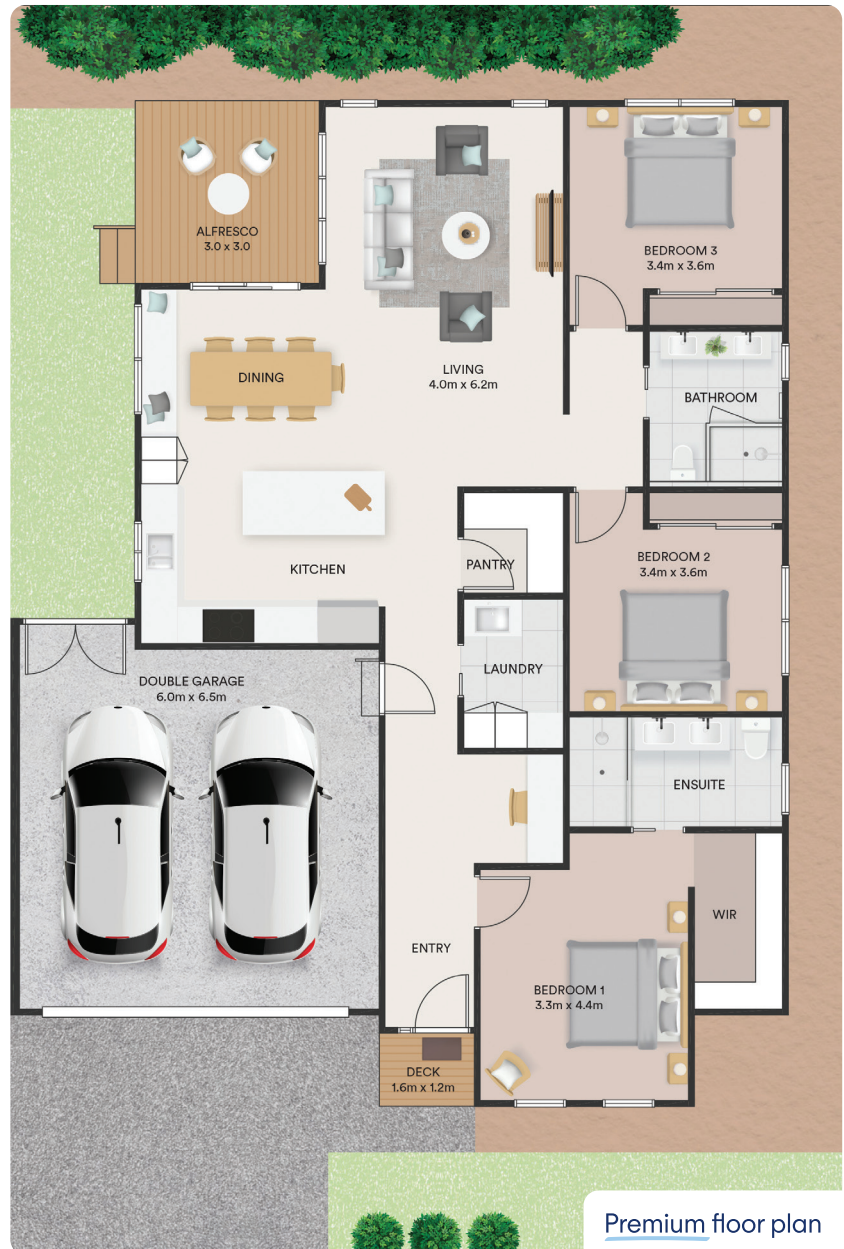 ALFRESCO
3.0 x 3.0
BEDROOM 3
3.4m x 3.6m
LIVING
4.0m x 6.2m
DINING
BATHROOM
KITCHEN
PANTRY
BEDROOM 2
3.4m x 3.6m
LAUNDRY
DOUBLE GARAGE
6.0m x 6.5m
ENSUITE
WIR
ENTRY
BEDROOM 1
3.3m x 4.4m
DECK
1.6m x 1.2m
Premium floor plan